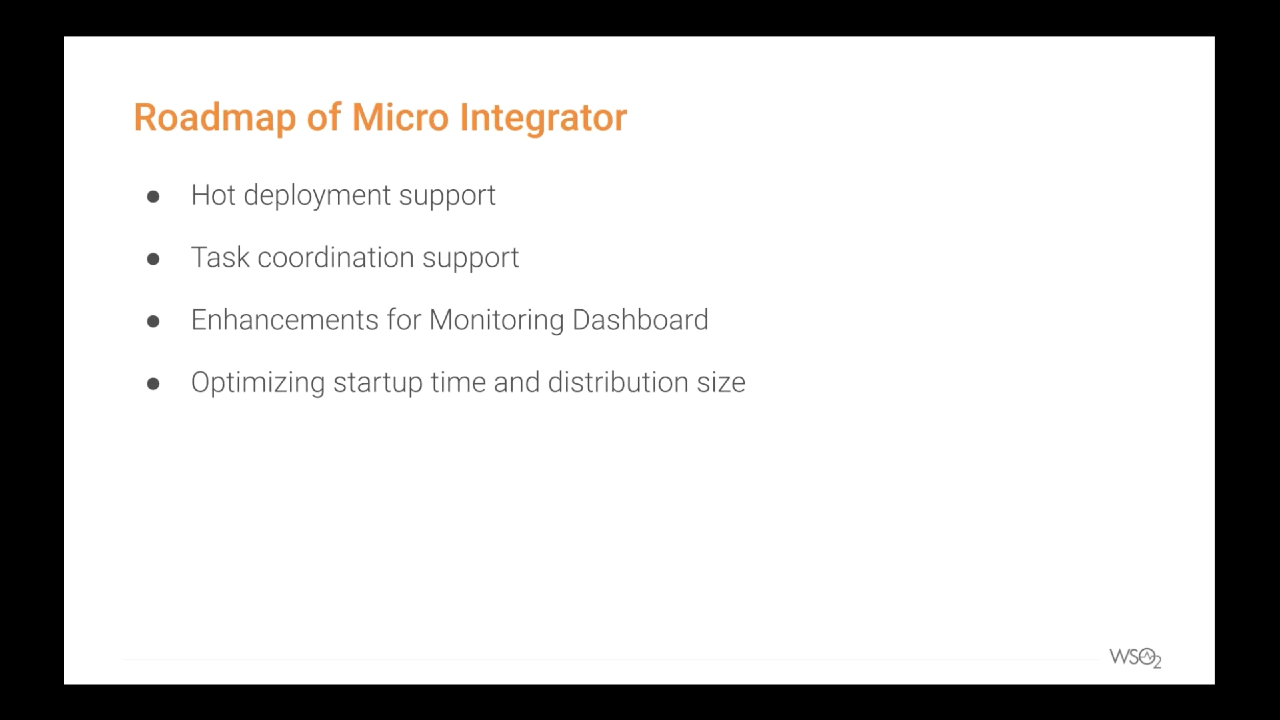 Roadmap of Micro Integrator
● Hot deployment support
● Task coordination support
● Enhancements for Monitoring Dashboard
● Optimizing startup time and distribution size
WSO2